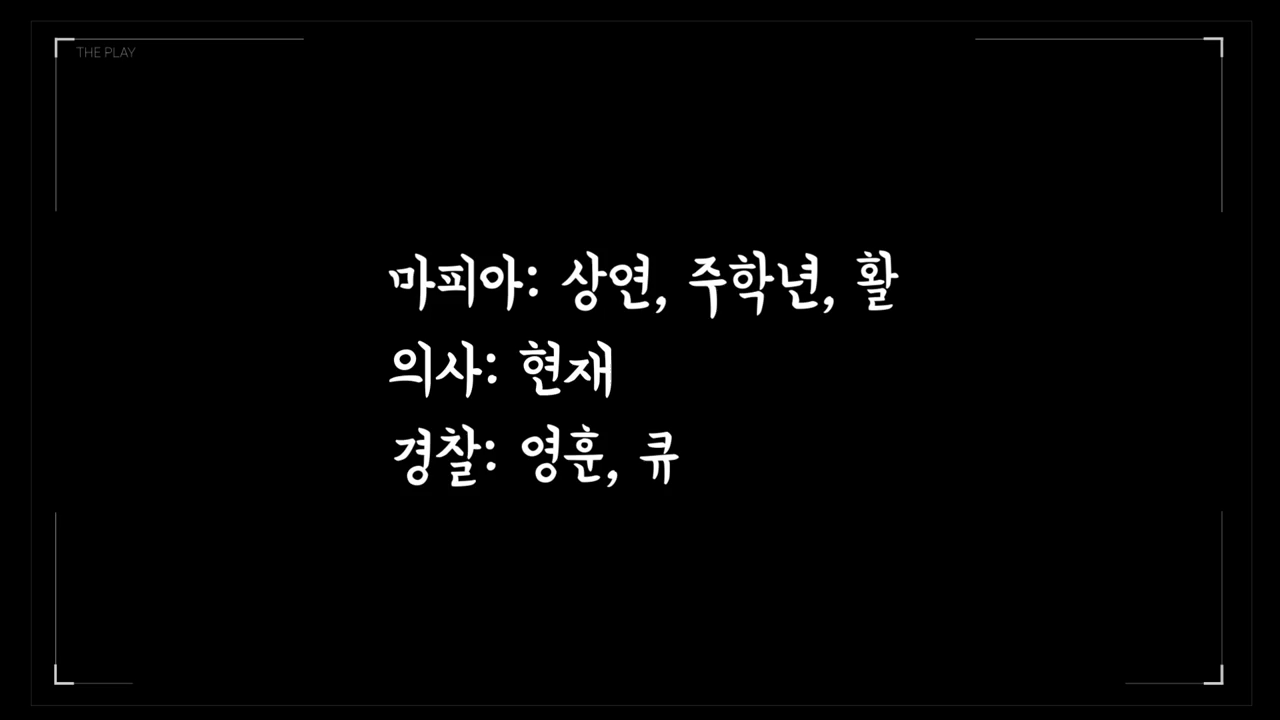 THE PLAY
마피아: 상연, 주학년, 활
의사: 현재
경찰: 영훈, 큐